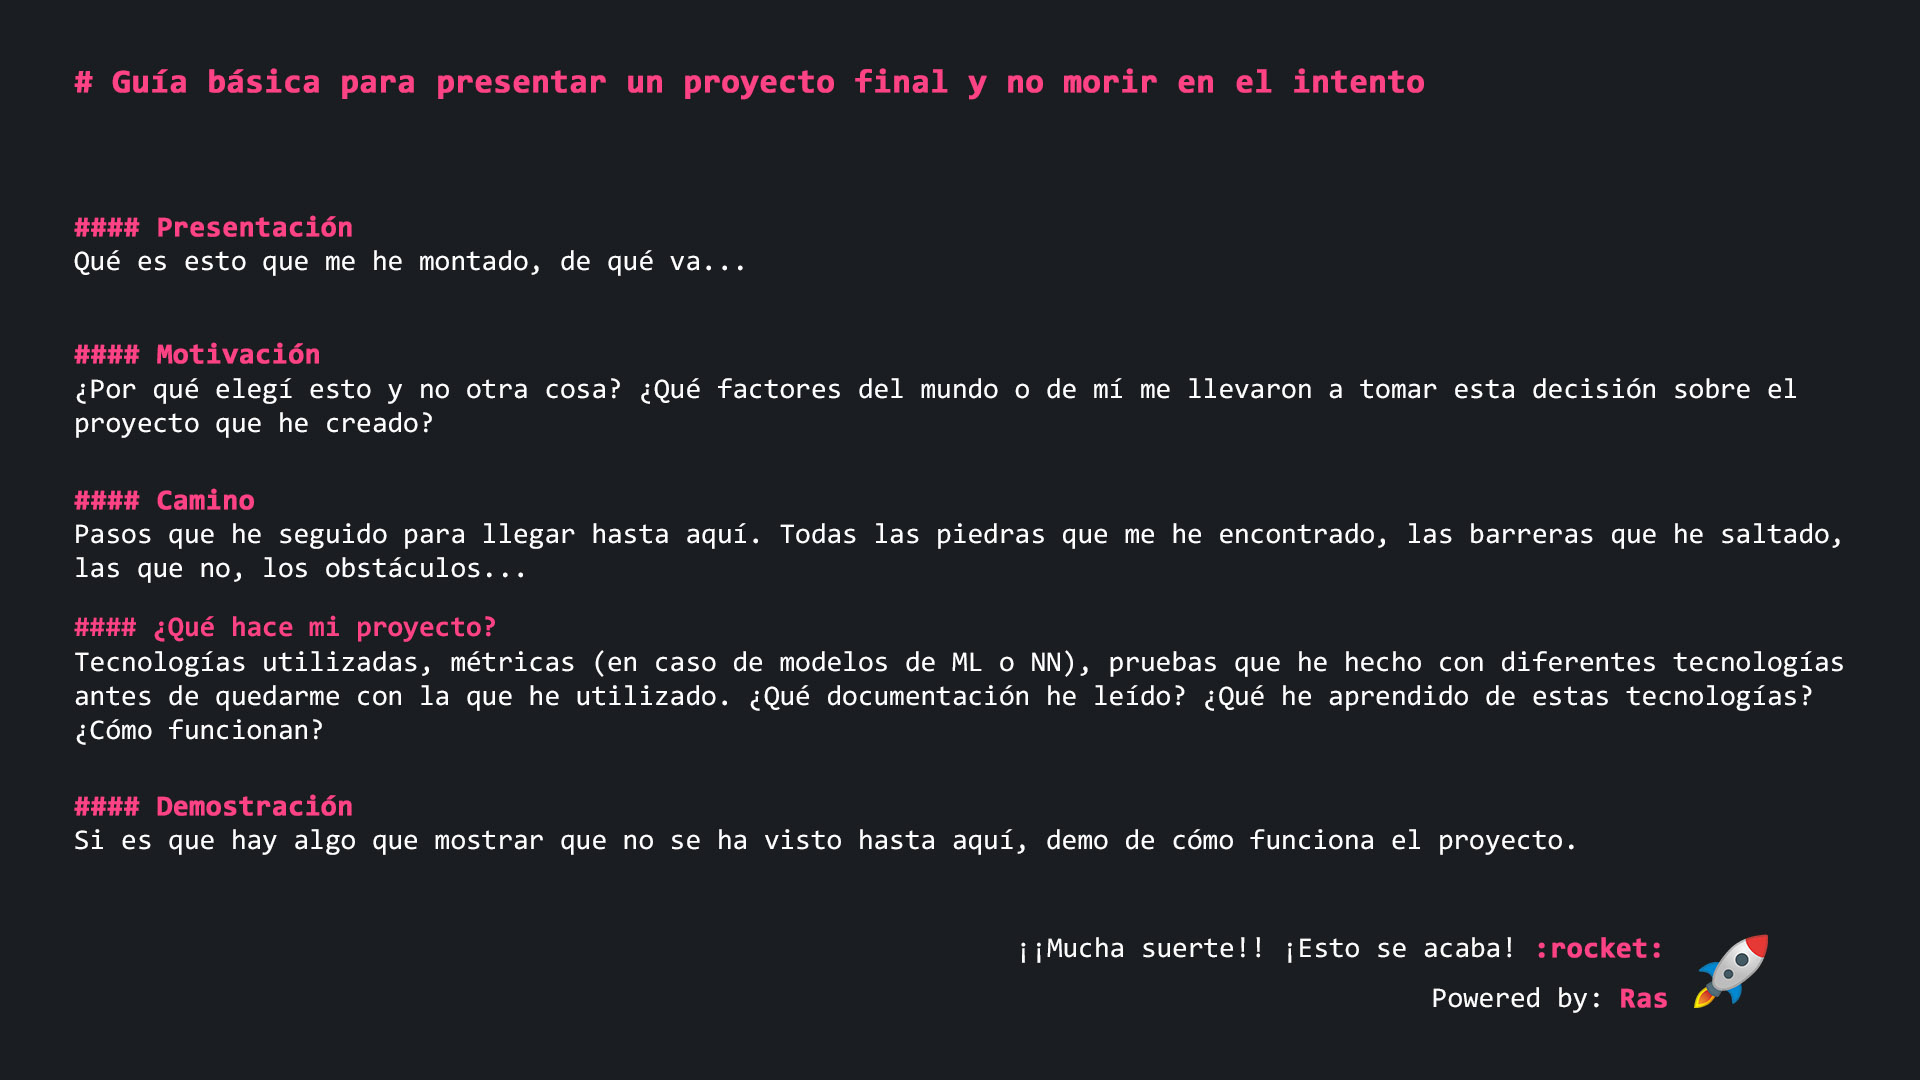 # Guía básica para presentar un proyecto final y no morir en el intento
#### Presentación
Qué es esto que me he montado, de qué va...
#### Motivación
¿Por qué elegí esto y no otra cosa? ¿Qué factores del mundo o de mí me llevaron a tomar esta decisión sobre el
proyecto que he creado?
#### Camino
Pasos que he seguido para llegar hasta aquí. Todas las piedras que me he encontrado, las barreras que he saltado,
las que no, los obstáculos...
#### ¿Qué hace mi proyecto?
Tecnologías utilizadas, métricas (en caso de modelos de ML o NN), pruebas que he hecho con diferentes tecnologías
antes de quedarme con la que he utilizado. ¿Qué documentación he leído? ¿Qué he aprendido de estas tecnologías?
¿Cómo funcionan?
#### Demostración
Si es que hay algo que mostrar que no se ha visto hasta aquí, demo de cómo funciona el proyecto.
¡¡Mucha suerte!! ¡Esto se acaba! :rocket:
Powered by: Ras